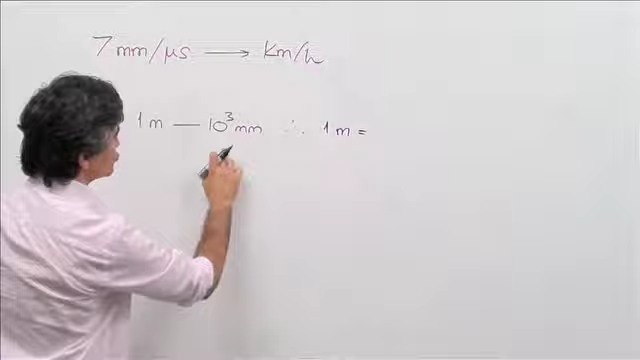 7 mm/μs ⟶ km/h
1 m — 10³ mm ∴ 1 m =